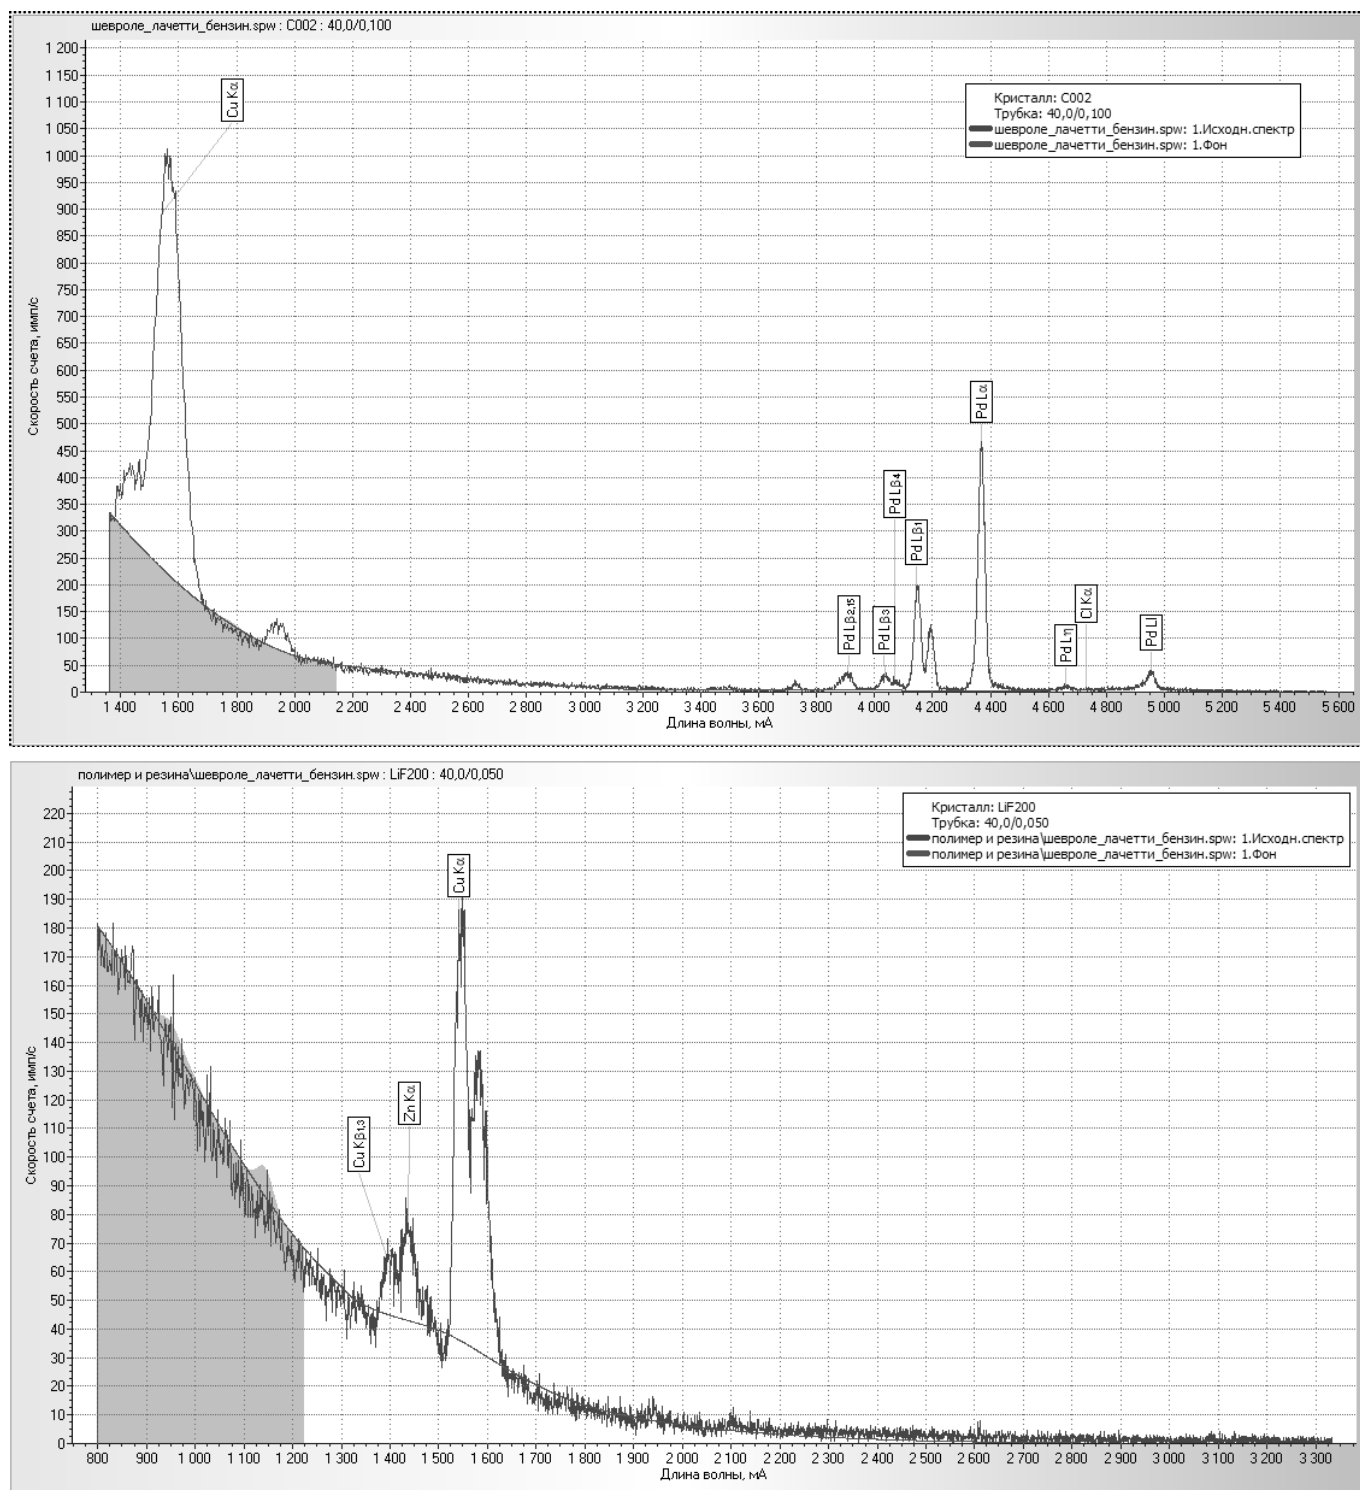 шевроле_лачетти_бензин.spw : C002 : 40,0/0,100
1 200
1 150
1 100
1 050
1 000
950
900
850
800
750
700
650
600
550
500
450
400
350
300
250
200
150
100
50
0
Скорость счета, имп/с
Cu Kα
Кристалл: C002
Трубка: 40,0/0,100
шевроле_лачетти_бензин.spw: 1.Исходн.спектр
шевроле_лачетти_бензин.spw: 1.Фон
Pd Lβ2,15
Pd Lβ3
Pd Lβ4
Pd Lβ1
Pd Lα
Pd Lη
Cl Kα
Pd Ll
1 400 1 600 1 800 2 000 2 200 2 400 2 600 2 800 3 000 3 200 3 400 3 600 3 800 4 000 4 200 4 400 4 600 4 800 5 000 5 200 5 400 5 600
Длина волны, мА
полимер и резина\шевроле_лачетти_бензин.spw : LiF200 : 40,0/0,050
220
210
200
190
180
170
160
150
140
130
120
110
100
90
80
70
60
50
40
30
20
10
0
Скорость счета, имп/с
Кристалл: LiF200
Трубка: 40,0/0,050
полимер и резина\шевроле_лачетти_бензин.spw: 1.Исходн.спектр
полимер и резина\шевроле_лачетти_бензин.spw: 1.Фон
Cu Kβ1,3
Zn Kα
Cu Kα
800 900 1 000 1 100 1 200 1 300 1 400 1 500 1 600 1 700 1 800 1 900 2 000 2 100 2 200 2 300 2 400 2 500 2 600 2 700 2 800 2 900 3 000 3 100 3 200 3 300
Длина волны, мА